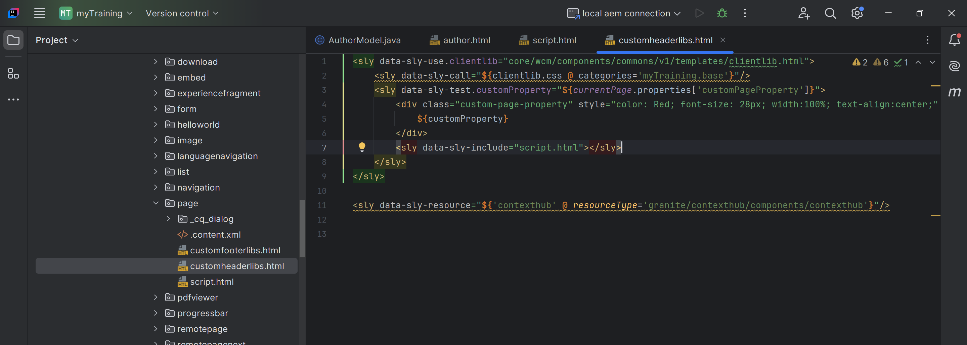 MT myTraining Version control local aem connection
Project
AuthorModel.java author.html script.html customheaderlibs.html
download
embed
experiencefragment
form
helloworld
image
languagenavigation
list
navigation
page
_cq_dialog
.content.xml
customfooterlibs.html
customheaderlibs.html
script.html
pdfviewer
progressbar
remotepage
remotepagenext
2 6 1
1 <sly data-sly-use.clientlib="core/wcm/components/commons/v1/templates/clientlib.html">
2 <sly data-sly-call="${clientlib.css @ categories='myTraining.base'}"/>
3 <sly data-sly-test.customProperty="${currentPage.properties['customPageProperty']}">
4 <div class="custom-page-property" style="color: Red; font-size: 28px; width:100%; text-align:center;"
5 ${customProperty}
6 </div>
7 <sly data-sly-include="script.html"></sly>
8 </sly>
9 </sly>
10
11 <sly data-sly-resource="${'contexthub' @ resourceType='granite/contexthub/components/contexthub'}"/>
12
13
m